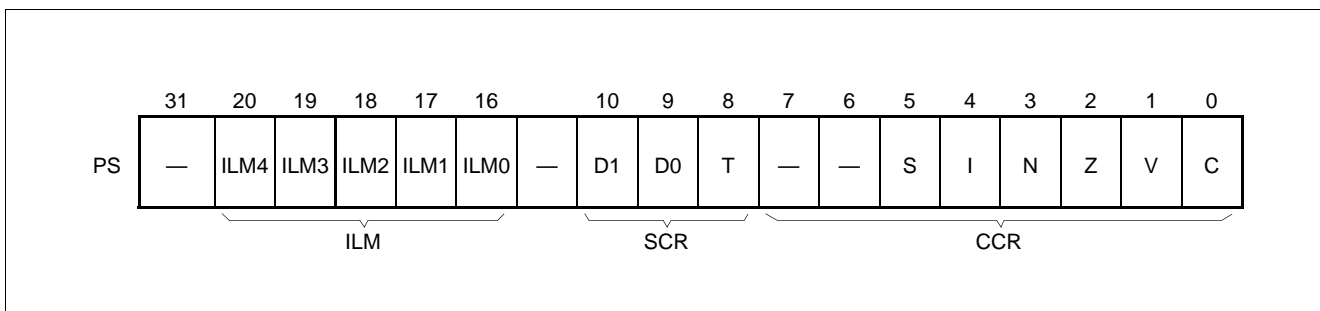 31 20 19 18 17 16 10 9 8 7 6 5 4 3 2 1 0
PS — ILM4 ILM3 ILM2 ILM1 ILM0 — D1 D0 T — — S I N Z V C
ILM SCR CCR